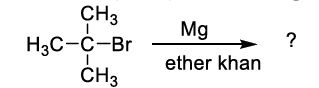 CH3
H3C-C-Br
CH3
Mg
ether khan
?